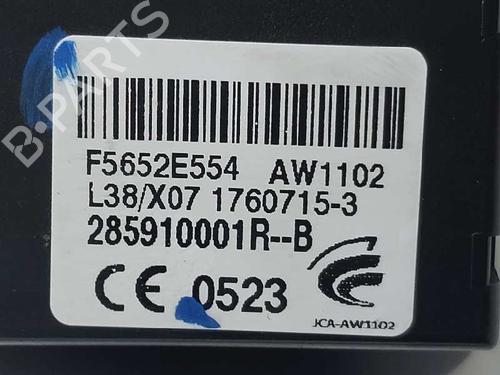 B-PARTS
F5652E554 AW1102
L38/X07 1760715-3
285910001R--B
CE 0523
JCA-AW1102